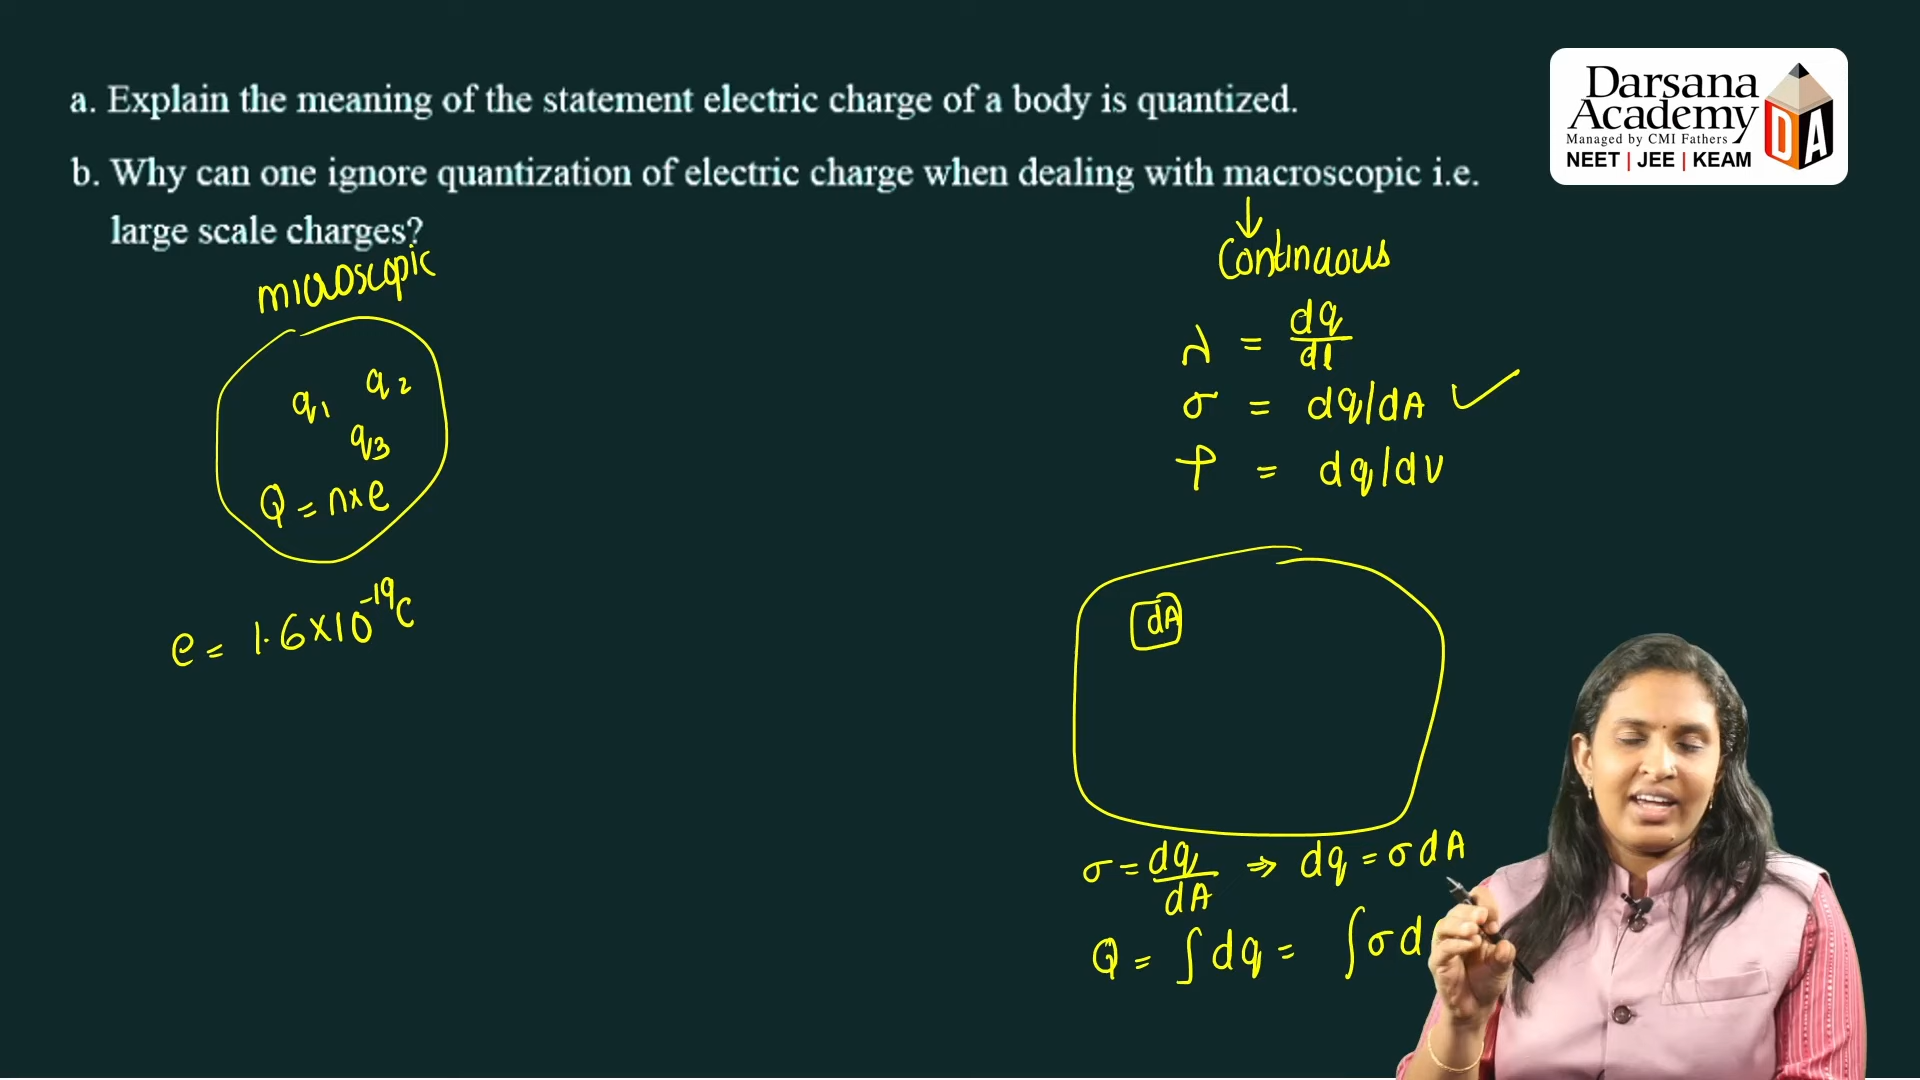 a. Explain the meaning of the statement electric charge of a body is quantized.
b. Why can one ignore quantization of electric charge when dealing with macroscopic i.e.
large scale charges?
Darsana
Academy
Managed by CMI Fathers
NEET | JEE | KEAM
DA
microscopic
q1 q2
q3
Q = n×e
e = 1.6×10⁻¹⁹C
↓
Continuous
λ = dq/dl
σ = dq/dA ✓
ρ = dq/dV
dA
σ = dq/dA ⇒ dq = σdA
Q = ∫dq = ∫σd